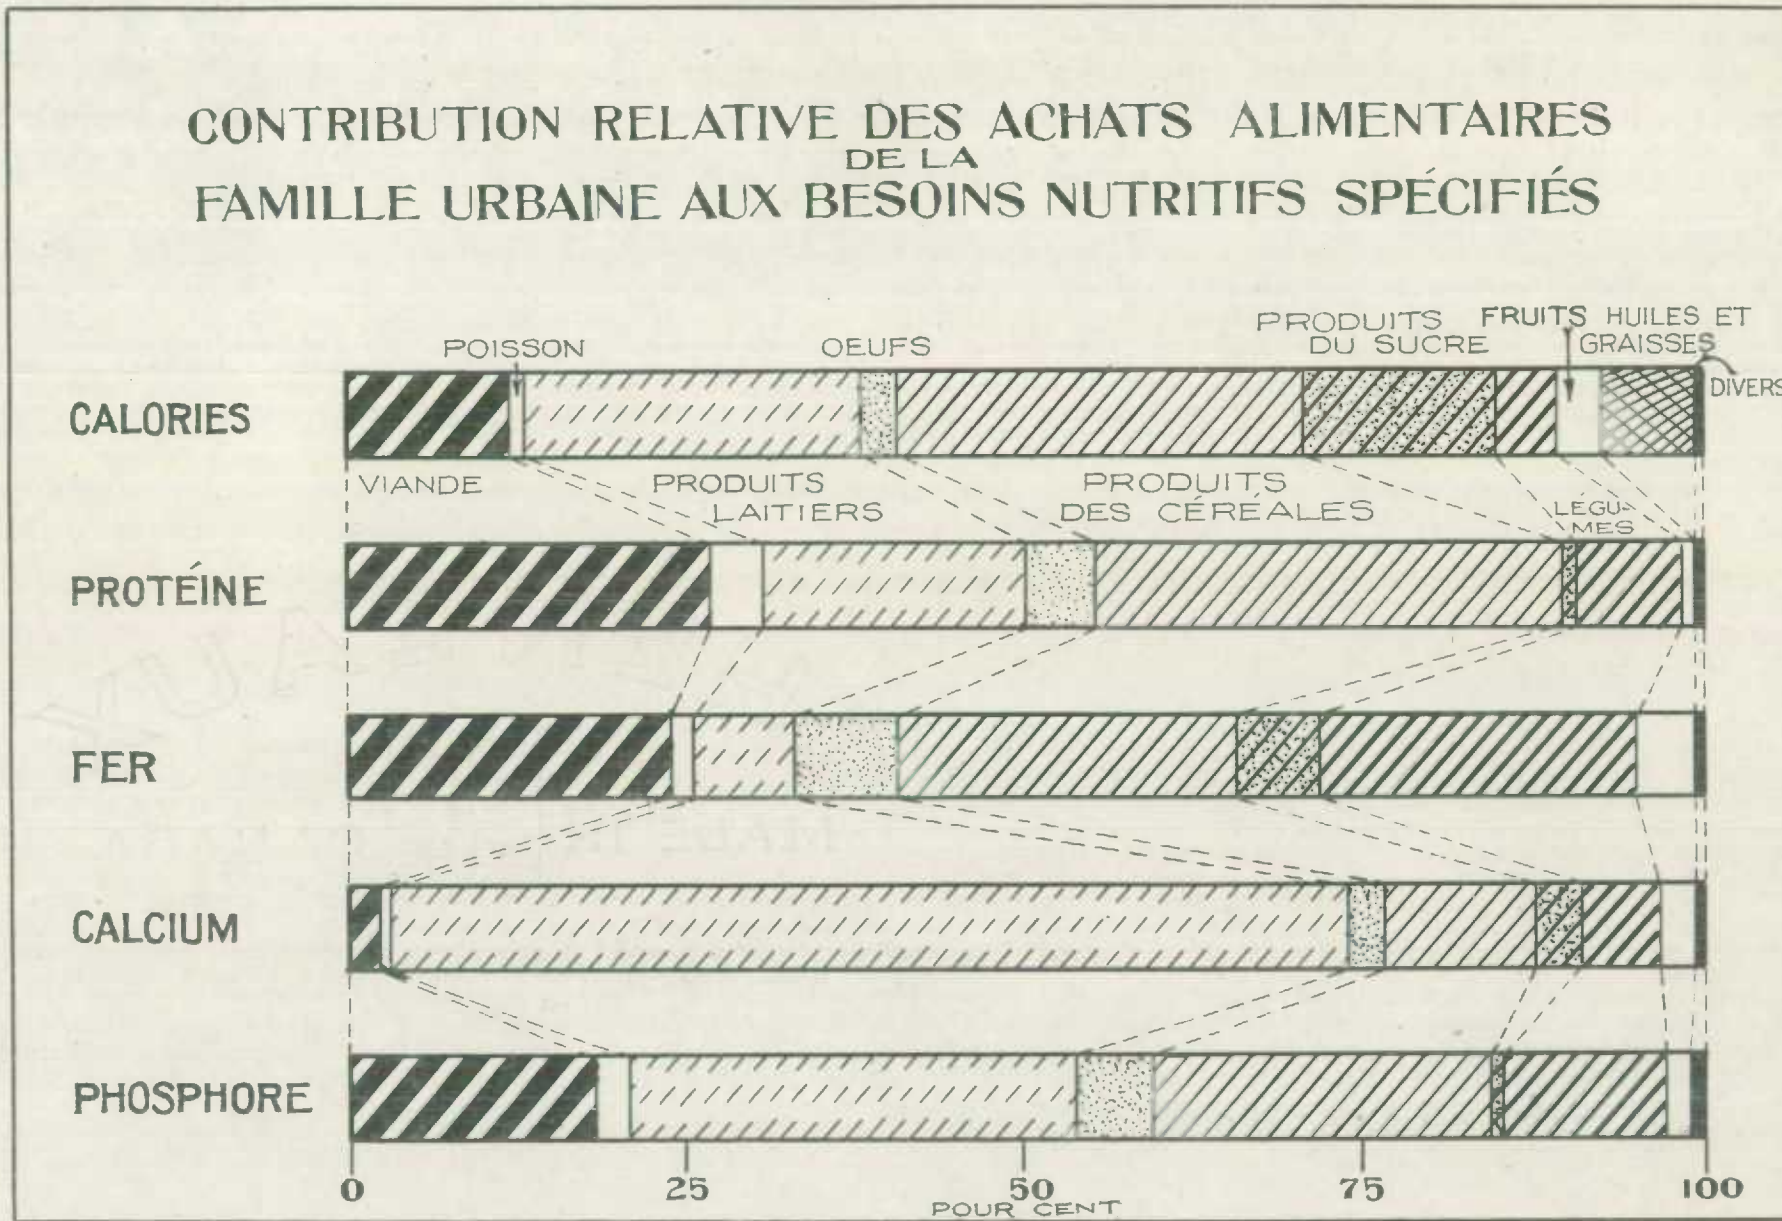 CONTRIBUTION RELATIVE DES ACHATS ALIMENTAIRES
DE LA
FAMILLE URBAINE AUX BESOINS NUTRITIFS SPÉCIFIÉS
POISSON
OEUFS
PRODUITS
DU SUCRE
FRUITS
HUILES ET
GRAISSES
DIVERS
CALORIES
VIANDE
PRODUITS
LAITIERS
PRODUITS
DES CÉRÉALES
LÉGU-
MES
PROTÉINE
FER
CALCIUM
PHOSPHORE
0 25 50 75 100
POUR CENT